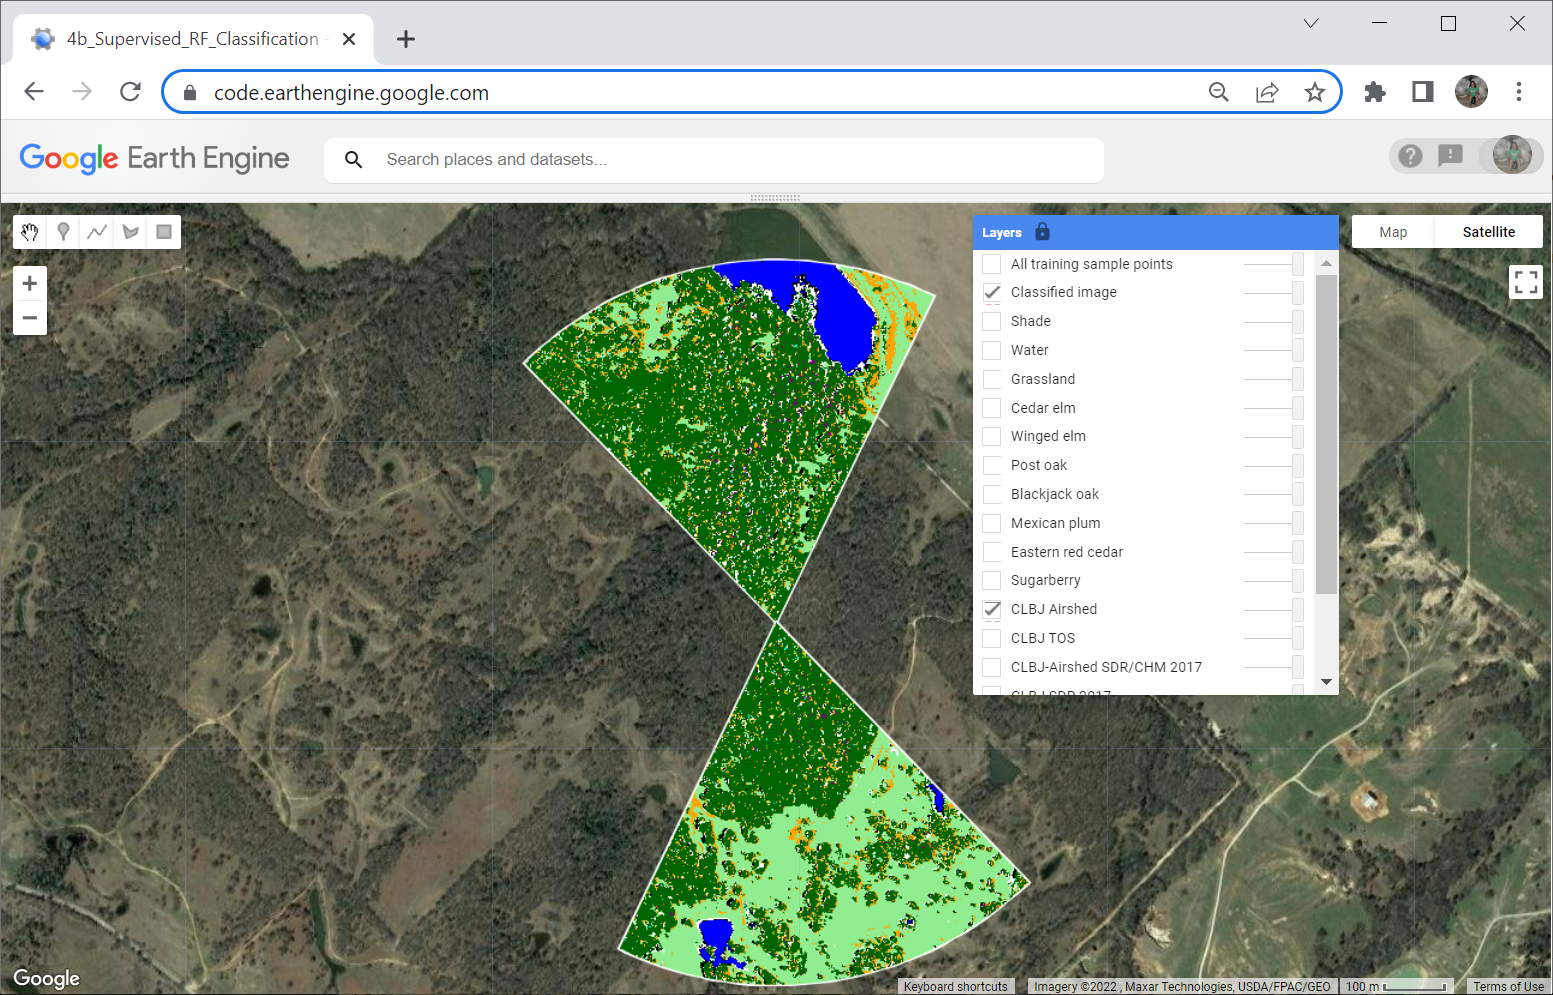 4b_Supervised_RF_Classification -
code.earthengine.google.com
Google Earth Engine
Search places and datasets...
Layers
Map
Satellite
All training sample points
Classified image
Shade
Water
Grassland
Cedar elm
Winged elm
Post oak
Blackjack oak
Mexican plum
Eastern red cedar
Sugarberry
CLBJ Airshed
CLBJ TOS
CLBJ-Airshed SDR/CHM 2017
CLBJ SDR 2017
Google
Keyboard shortcuts
Imagery ©2022 , Maxar Technologies, USDA/FPAC/GEO
100 m
Terms of Use